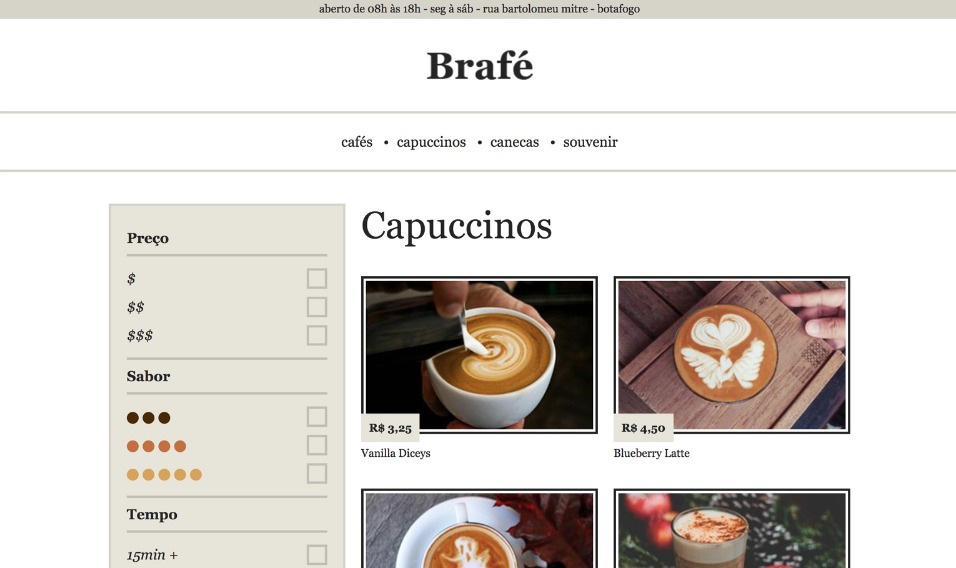 aberto de 08h às 18h - seg à sáb - rua bartolomeu mitre - botafogo
Brafé
cafés • capuccinos • canecas • souvenir
Preço
$
$$
$$$
Sabor
Tempo
15min +
Capuccinos
R$ 3,25
Vanilla Diceys
R$ 4,50
Blueberry Latte